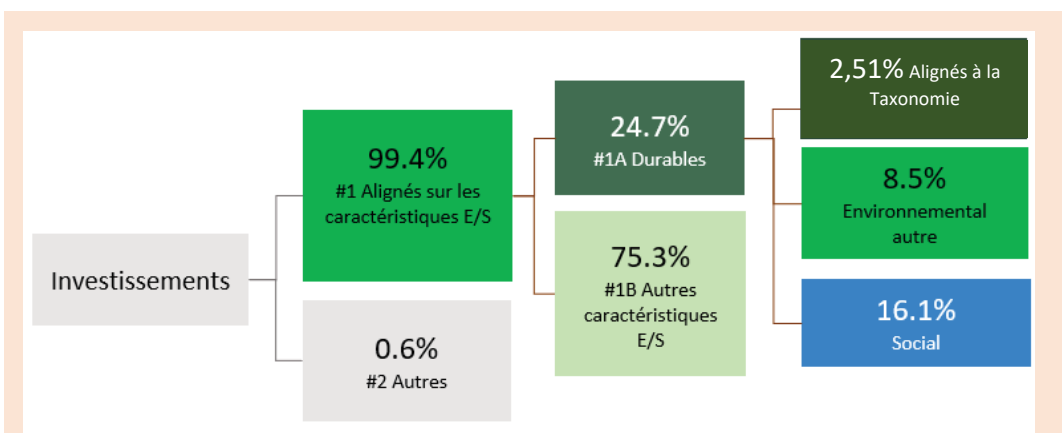 Investissements
99.4%
#1 Alignés sur les
caractéristiques E/S
0.6%
#2 Autres
24.7%
#1A Durables
75.3%
#1B Autres
caractéristiques
E/S
2,51% Alignés à la
Taxonomie
8.5%
Environnemental
autre
16.1%
Social